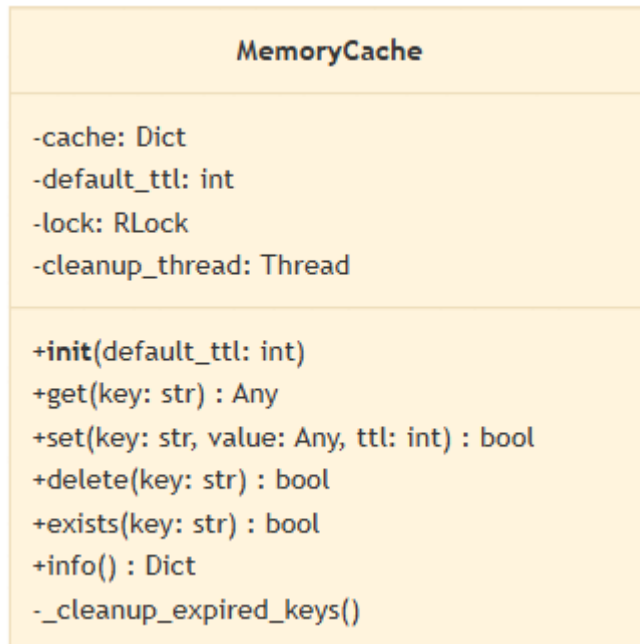 MemoryCache
-cache: Dict
-default_ttl: int
-lock: RLock
-cleanup_thread: Thread
+init(default_ttl: int)
+get(key: str) : Any
+set(key: str, value: Any, ttl: int) : bool
+delete(key: str) : bool
+exists(key: str) : bool
+info() : Dict
-_cleanup_expired_keys()